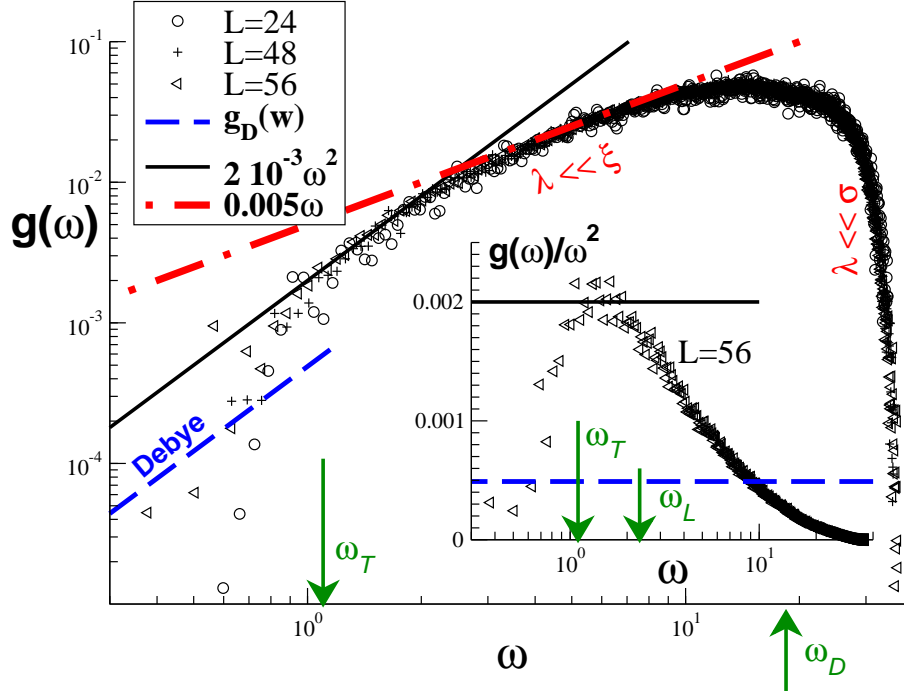 L=24
L=48
L=56
g_D(w)
2 10^-3 ω^2
0.005ω
10^-1
10^-2
10^-3
10^-4
g(ω)
λ << ξ
λ << σ
Debye
ω_T
g(ω)/ω^2
0.002
0.001
0
L=56
ω_T
ω_L
10^0
10^1
ω
10^0
10^1
ω
ω_D